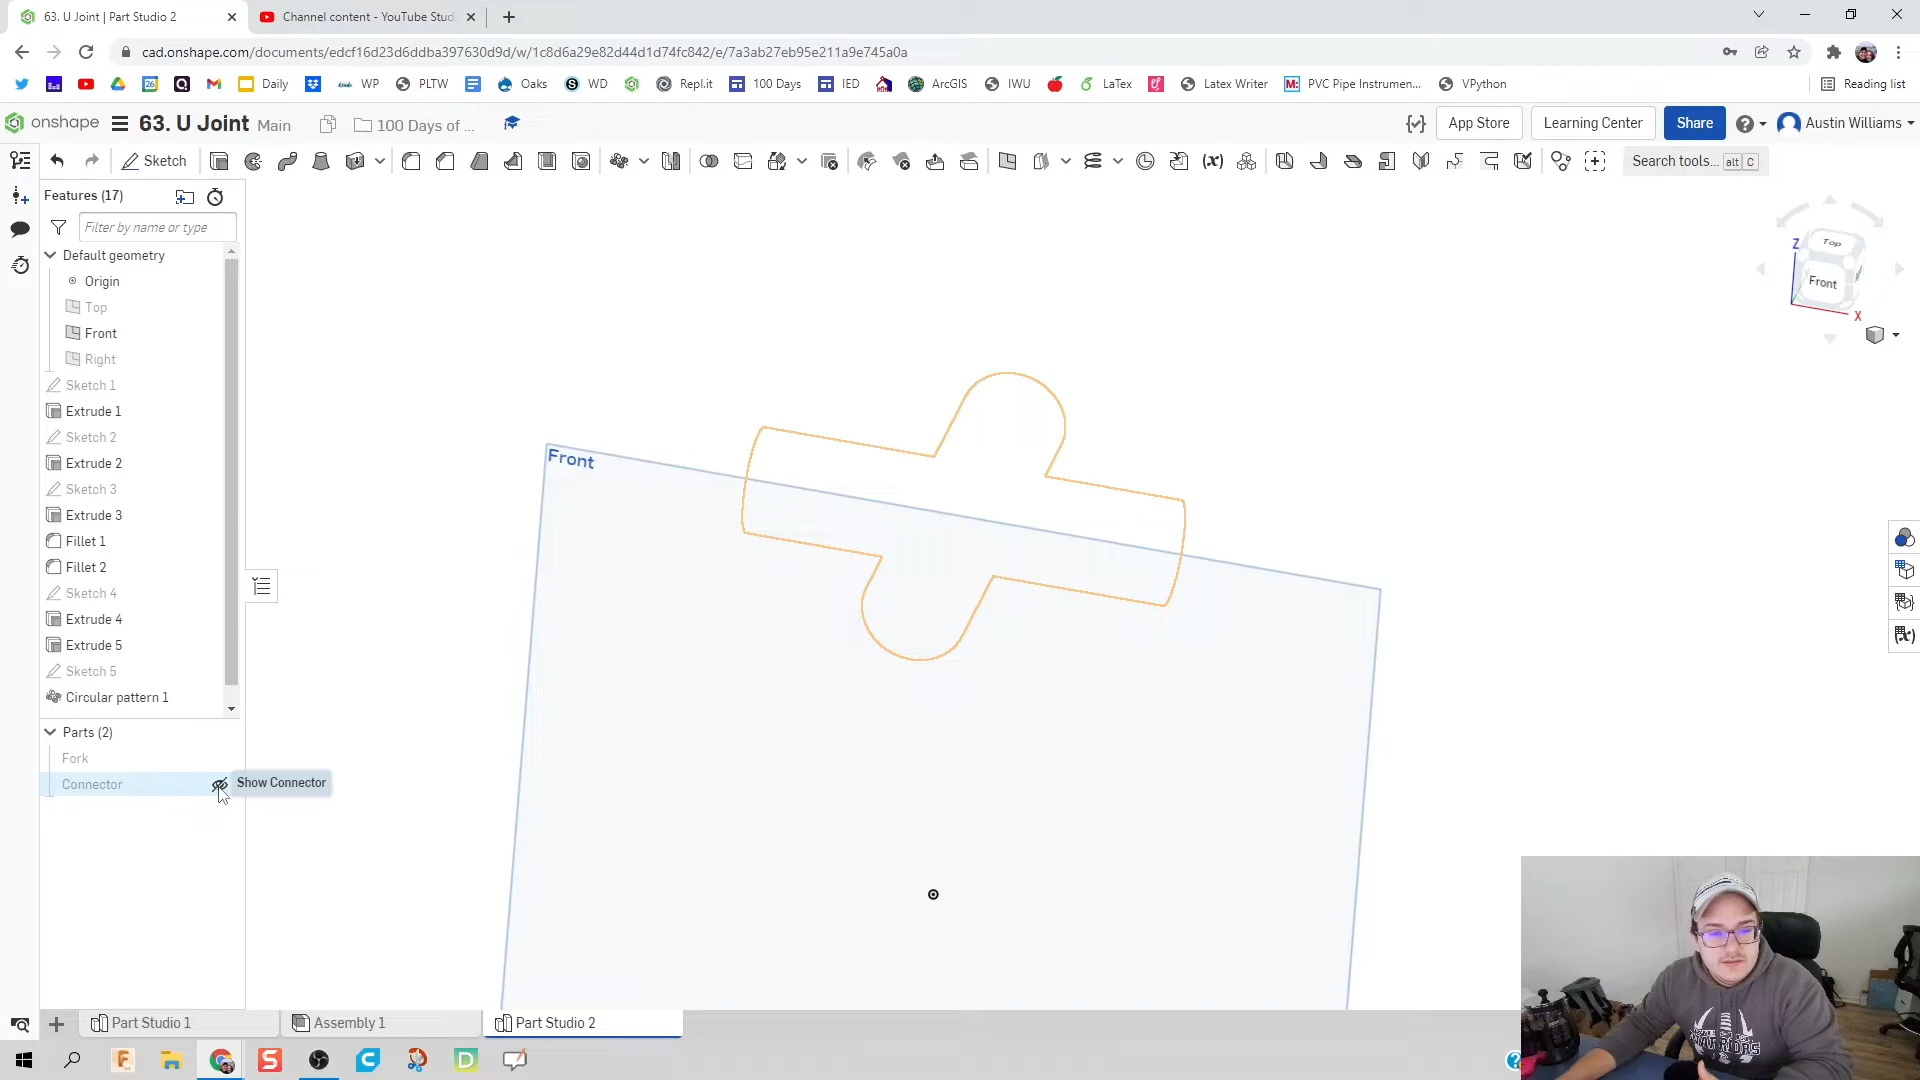 63. U Joint | Part Studio 2
Channel content - YouTube Stud
cad.onshape.com/documents/edcf16d23d6ddba397630d9d/w/1c8d6a29e82d44d1d74fc842/e/7a3ab27eb95e211a9e745a0a
26 Daily WP PLTW Oaks WD Repl.it 100 Days IED ArcGIS IWU LaTex Latex Writer M: PVC Pipe Instrumen... VPython Reading list
onshape 63. U Joint Main 100 Days of ... App Store Learning Center Share Austin Williams
Sketch Search tools... alt C
Features (17)
Filter by name or type
Default geometry
Origin
Top
Front
Right
Sketch 1
Extrude 1
Sketch 2
Extrude 2
Sketch 3
Extrude 3
Fillet 1
Fillet 2
Sketch 4
Extrude 4
Extrude 5
Sketch 5
Circular pattern 1
Parts (2)
Fork
Connector
Show Connector
Front
Top
Z
Front
X
Part Studio 1
Assembly 1
Part Studio 2
WARRIORS